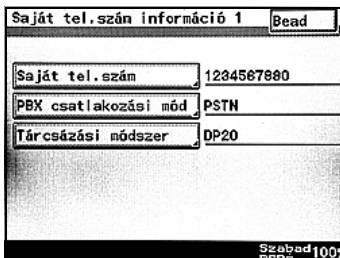 Saját tel.szám információ 1 Bead
Saját tel.szám 1234567880
PBX csatlakozási mód PSTN
Tárcsázási módszer DP20
Szabad 100%